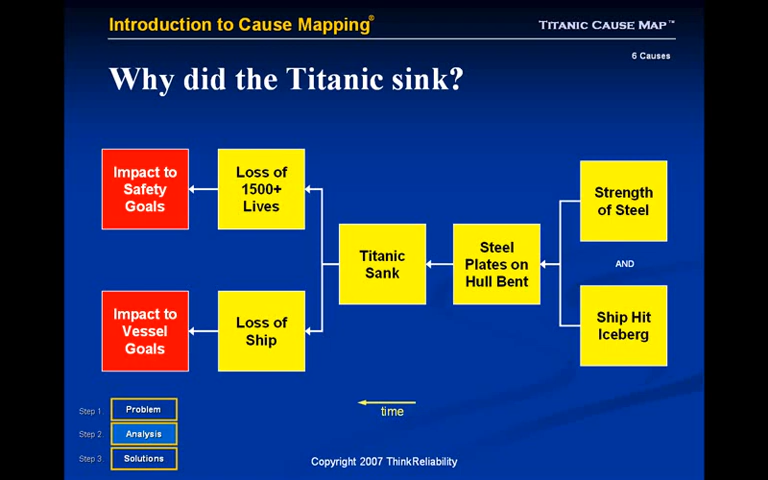 Introduction to Cause Mapping®
TITANIC CAUSE MAP™
6 Causes
Why did the Titanic sink?
Impact to
Safety
Goals
Loss of
1500+
Lives
Strength
of Steel
Titanic
Sank
Steel
Plates on
Hull Bent
AND
Impact to
Vessel
Goals
Loss of
Ship
Ship Hit
Iceberg
time
Step 1. Problem
Step 2. Analysis
Step 3. Solutions
Copyright 2007 ThinkReliability